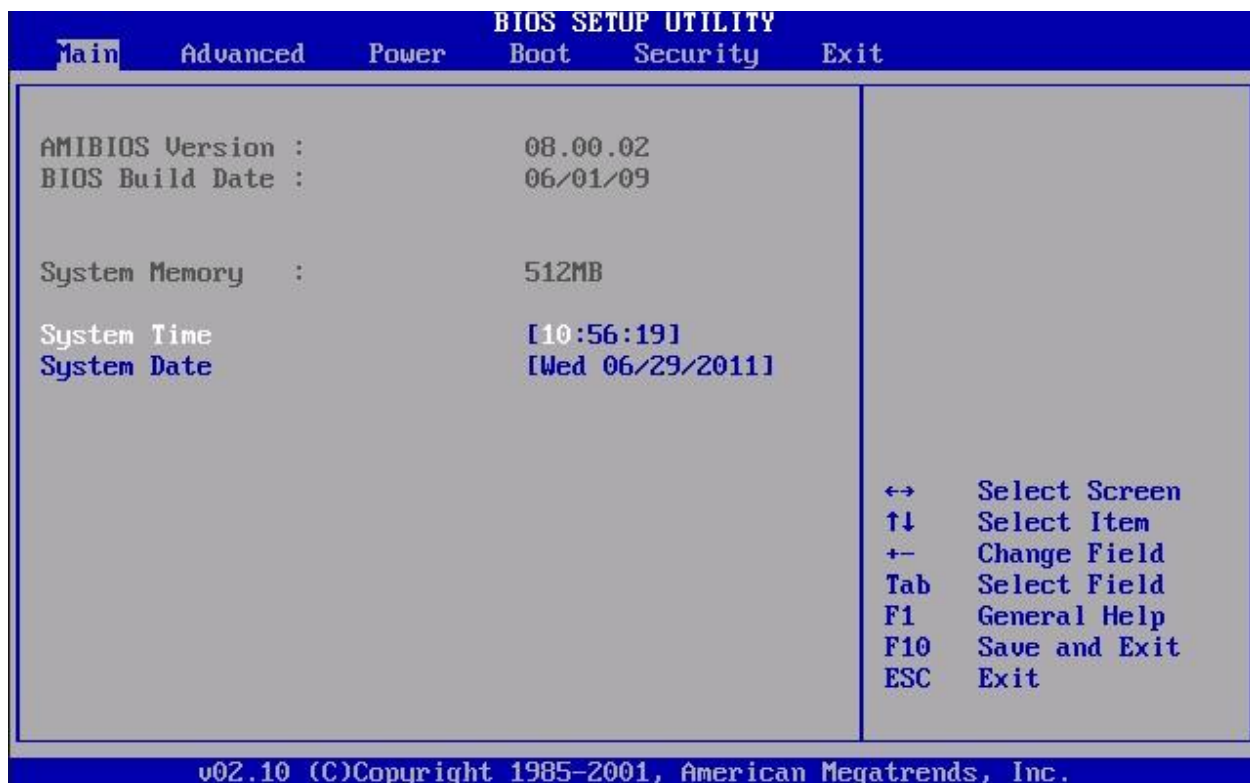 BIOS SETUP UTILITY
Main Advanced Power Boot Security Exit
AMIBIOS Version : 08.00.02
BIOS Build Date : 06/01/09
System Memory : 512MB
System Time [10:56:19]
System Date [Wed 06/29/2011]
←→ Select Screen
↑↓ Select Item
+- Change Field
Tab Select Field
F1 General Help
F10 Save and Exit
ESC Exit
v02.10 (C)Copyright 1985-2001, American Megatrends, Inc.